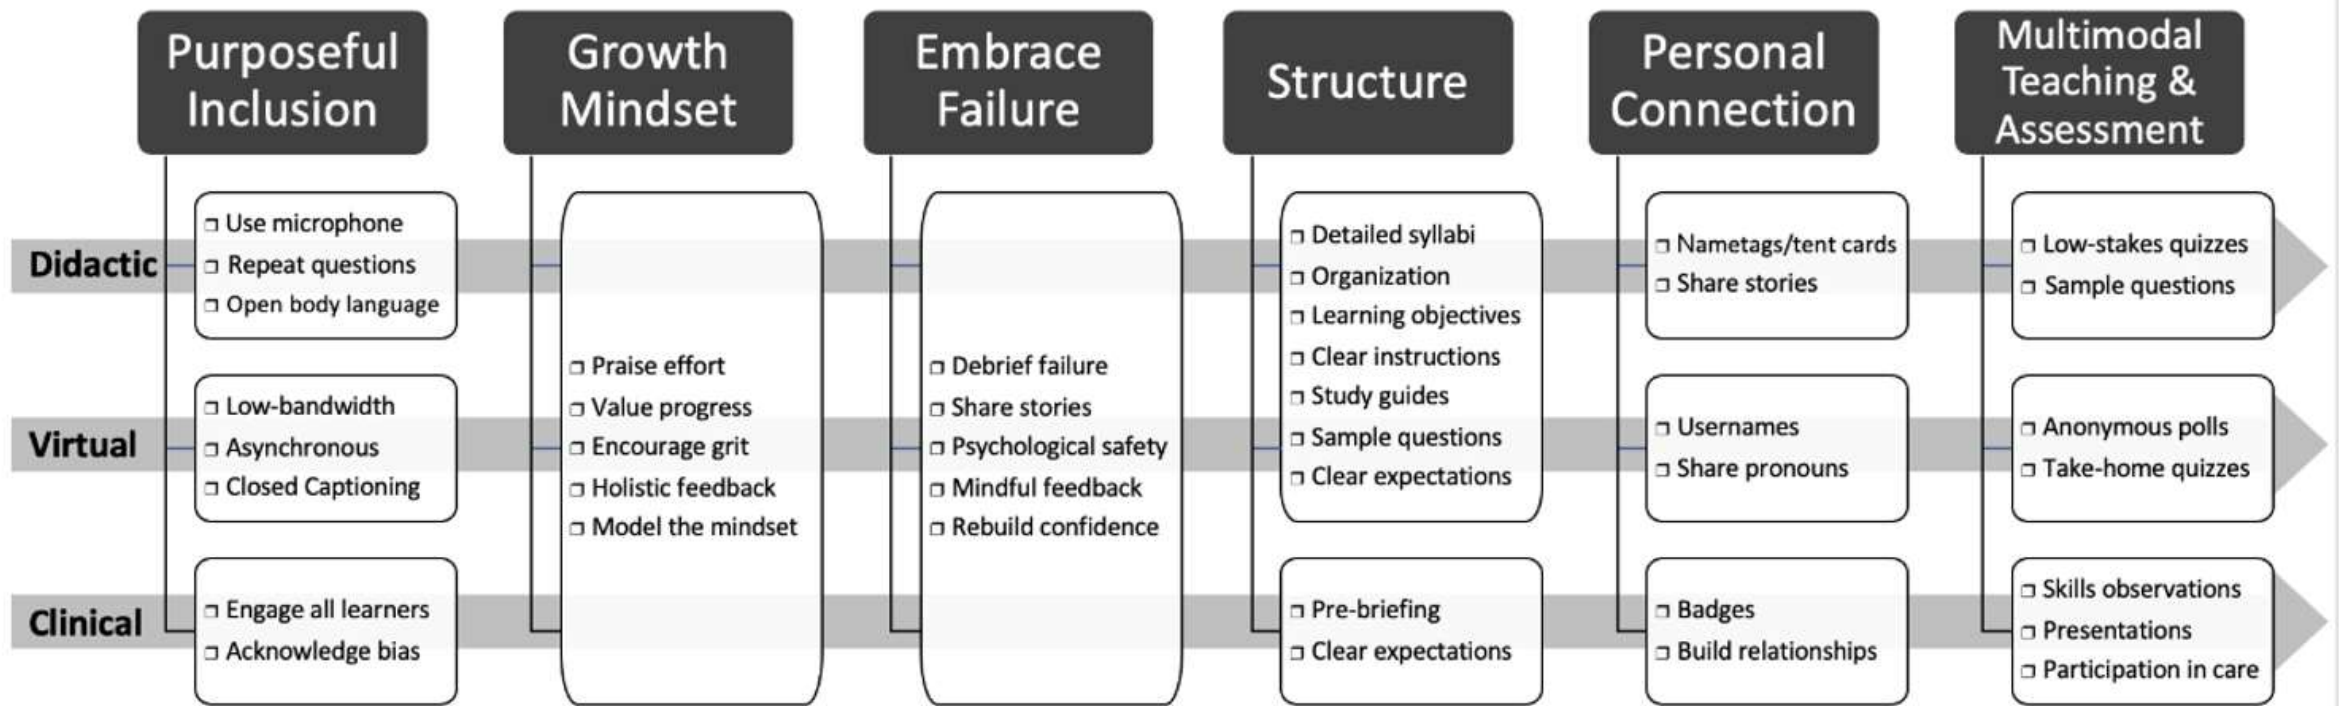 Purposeful
Inclusion
Growth
Mindset
Embrace
Failure
Structure
Personal
Connection
Multimodal
Teaching &
Assessment
Didactic
Use microphone
Repeat questions
Open body language
Virtual
Low-bandwidth
Asynchronous
Closed Captioning
Clinical
Engage all learners
Acknowledge bias
Praise effort
Value progress
Encourage grit
Holistic feedback
Model the mindset
Debrief failure
Share stories
Psychological safety
Mindful feedback
Rebuild confidence
Detailed syllabi
Organization
Learning objectives
Clear instructions
Study guides
Sample questions
Clear expectations
Pre-briefing
Clear expectations
Nametags/tent cards
Share stories
Usernames
Share pronouns
Badges
Build relationships
Low-stakes quizzes
Sample questions
Anonymous polls
Take-home quizzes
Skills observations
Presentations
Participation in care